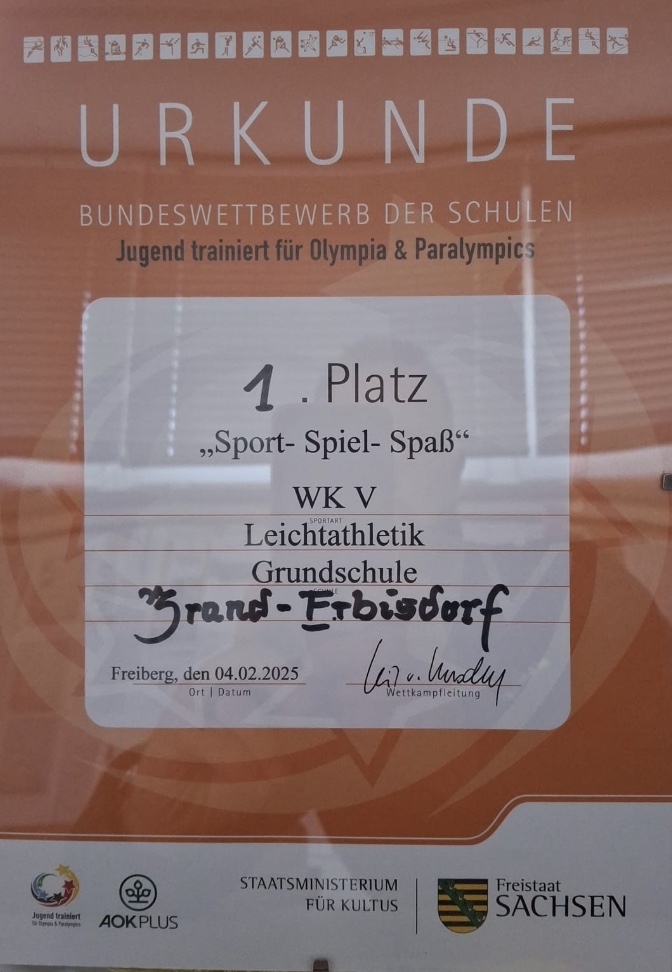 URKUNDE
BUNDESWETTBEWERB DER SCHULEN
Jugend trainiert für Olympia & Paralympics
1. Platz
„Sport- Spiel- Spaß“
WK V
SPORTART
Leichtathletik
Grundschule
Brand-Erbisdorf
Freiberg, den 04.02.2025
Ort | Datum
Wettkampfleitung
Jugend trainiert
für Olympia & Paralympics
AOK PLUS
STAATSMINISTERIUM
FÜR KULTUS
Freistaat
SACHSEN